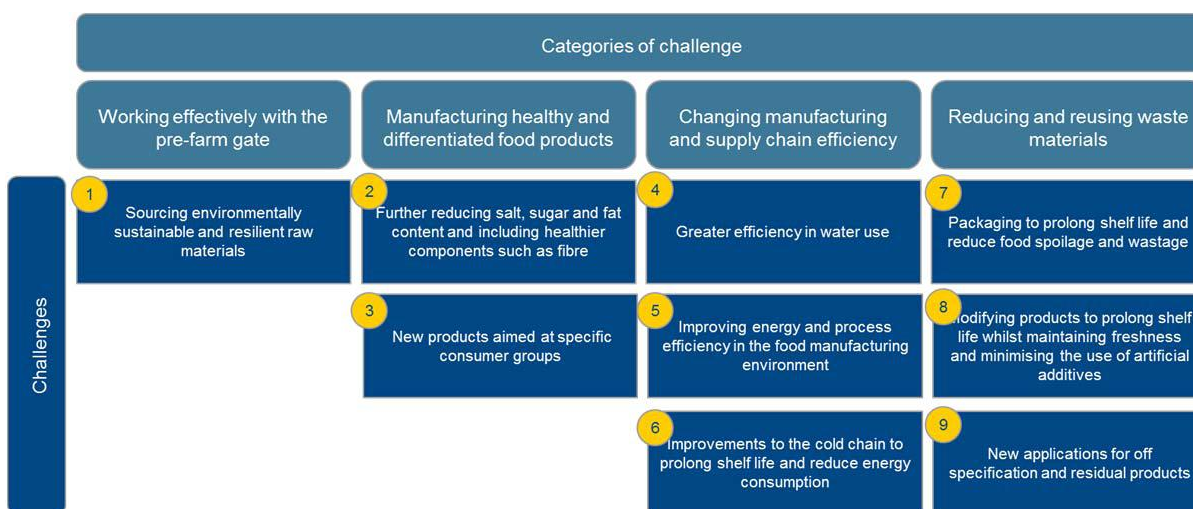 Categories of challenge
Working effectively with the
pre-farm gate
Manufacturing healthy and
differentiated food products
Changing manufacturing
and supply chain efficiency
Reducing and reusing waste
materials
Challenges
1
Sourcing environmentally
sustainable and resilient raw
materials
2
Further reducing salt, sugar and fat
content and including healthier
components such as fibre
3
New products aimed at specific
consumer groups
4
Greater efficiency in water use
5
Improving energy and process
efficiency in the food manufacturing
environment
6
Improvements to the cold chain to
prolong shelf life and reduce energy
consumption
7
Packaging to prolong shelf life and
reduce food spoilage and wastage
8
Modifying products to prolong shelf
life whilst maintaining freshness
and minimising the use of artificial
additives
9
New applications for off
specification and residual products